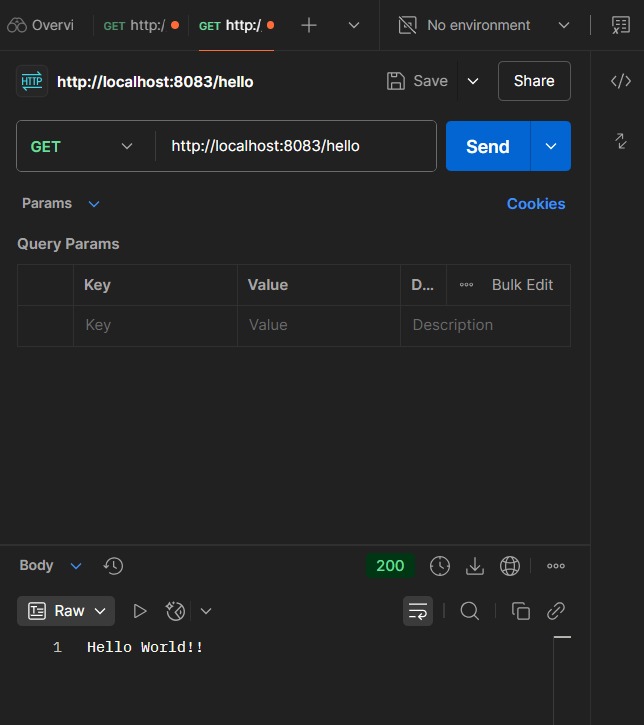 Overvi GET http:/ GET http:/ No environment
HTTP http://localhost:8083/hello Save Share
GET http://localhost:8083/hello Send
Params Cookies
Query Params
Key Value D... Bulk Edit
Key Value Description
Body 200
Raw
1 Hello World!!